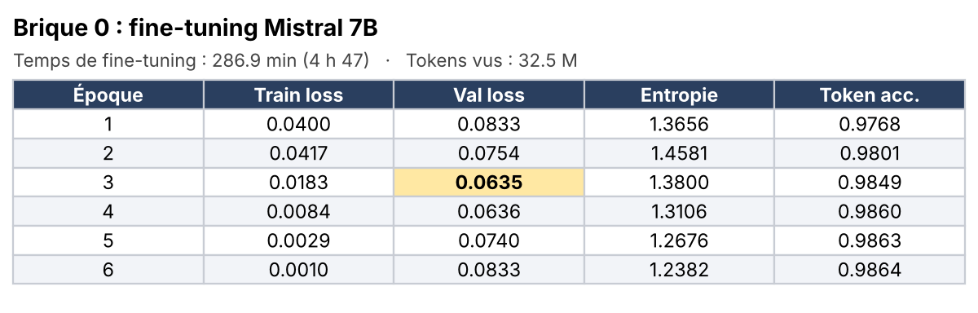 Brique 0 : fine-tuning Mistral 7B
Temps de fine-tuning : 286.9 min (4 h 47) · Tokens vus : 32.5 M
Époque Train loss Val loss Entropie Token acc.
1 0.0400 0.0833 1.3656 0.9768
2 0.0417 0.0754 1.4581 0.9801
3 0.0183 0.0635 1.3800 0.9849
4 0.0084 0.0636 1.3106 0.9860
5 0.0029 0.0740 1.2676 0.9863
6 0.0010 0.0833 1.2382 0.9864